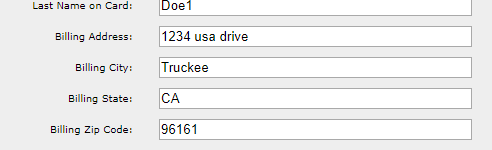 Last Name on Card: Doe1
Billing Address: 1234 usa drive
Billing City: Truckee
Billing State: CA
Billing Zip Code: 96161